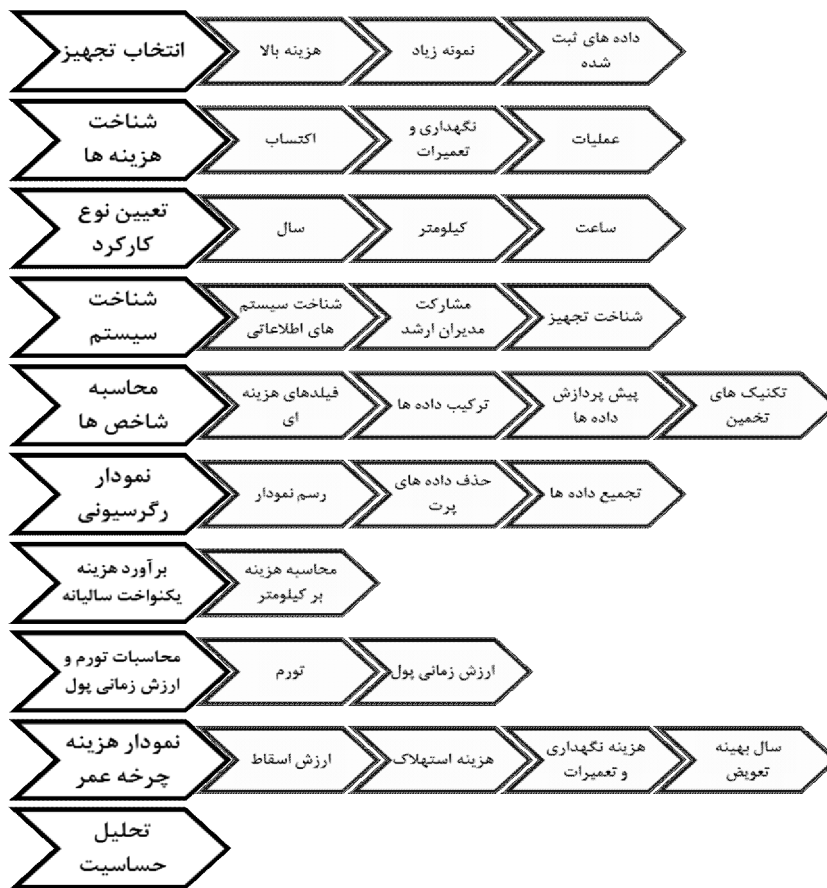 انتخاب تجهیز
هزینه بالا
نمونه زیاد
داده های ثبت
شده
شناخت
هزینه ها
اکتساب
نگهداری و
تعمیرات
عملیات
تعیین نوع
کارکرد
سال
کیلومتر
ساعت
شناخت
سیستم
شناخت سیستم
های اطلاعاتی
مشارکت
مدیران ارشد
شناخت تجهیز
محاسبه
شاخص ها
فیلدهای هزینه
ای
ترکیب داده ها
پیش پردازش
داده ها
تکنیک های
تخمین
نمودار
رگرسیونی
رسم نمودار
حذف داده های
پرت
تجمیع داده ها
برآورد هزینه
یکنواخت سالیانه
محاسبه هزینه
بر کیلومتر
محاسبات تورم و
ارزش زمانی پول
تورم
ارزش زمانی پول
نمودار هزینه
چرخه عمر
ارزش اسقاط
هزینه استهلاک
هزینه نگهداری
و تعمیرات
سال بهینه
تعویض
تحلیل
حساسیت